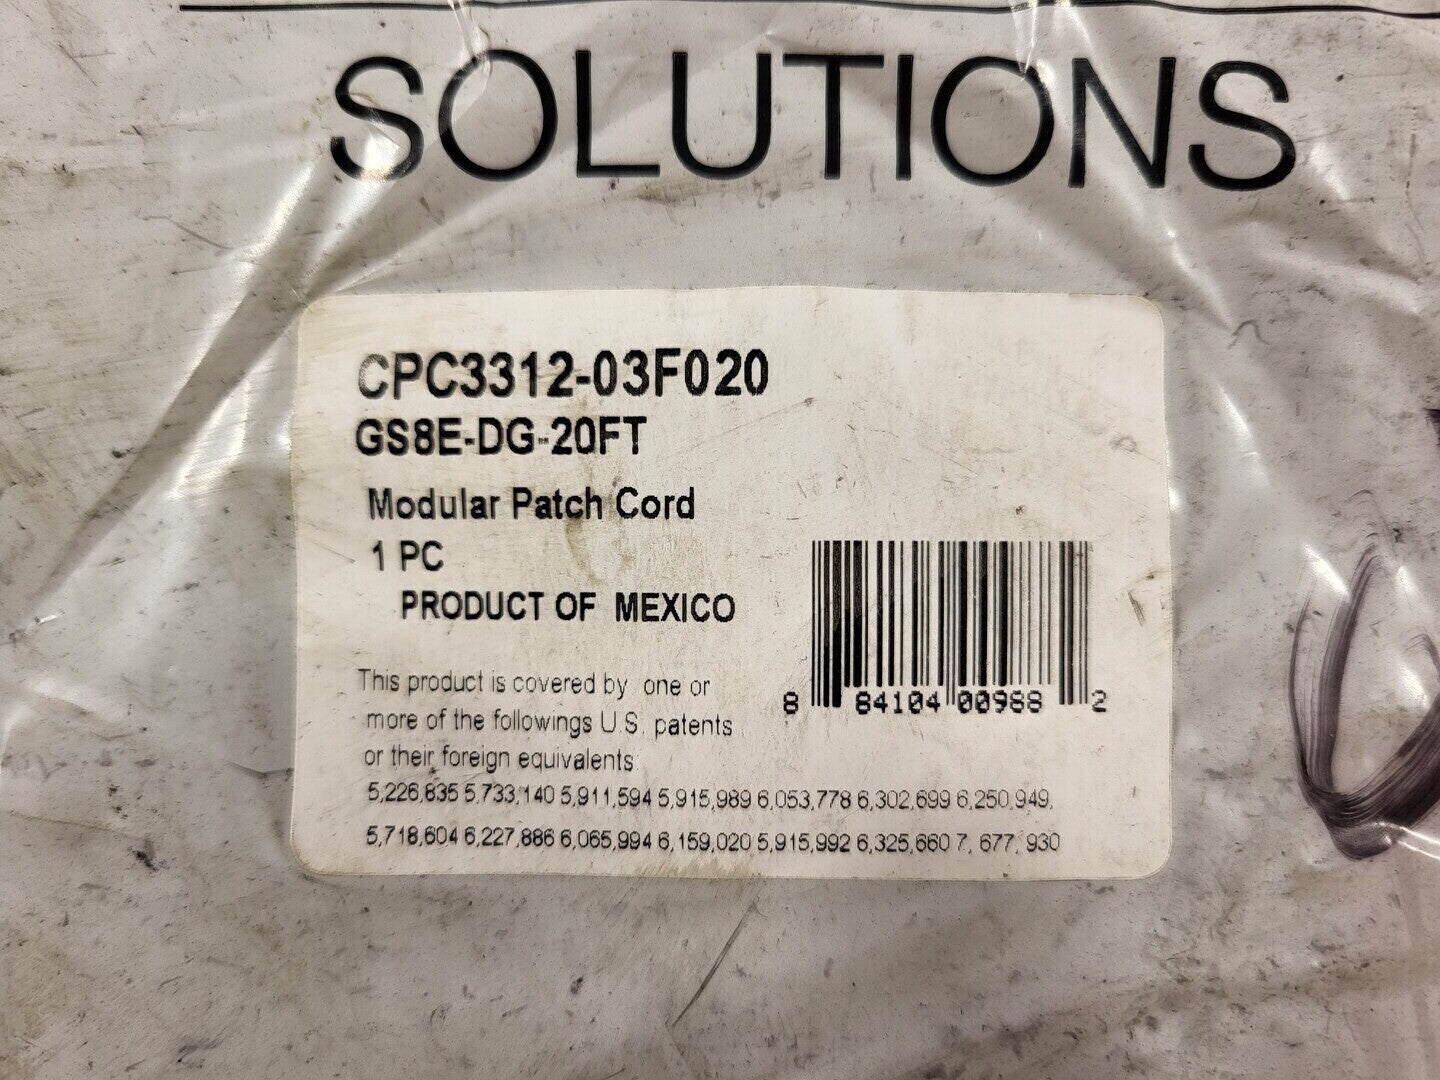 SOLUTIONS
CPC3312-03F020
GS8E-DG-20FT
Modular Patch Cord
1 PC
PRODUCT OF MEXICO
8 84104 00988 2
This product is covered by one or
more of the followings U.S. patents
or their foreign equivalents
5,226,835 5,733,140 5,911,594 5,915,989 6,053,778 6,302,699 6,250,949,
5,718,604 6,227,886 6,065,994 6,159,020 5,915,992 6,325,660 7, 677, 930